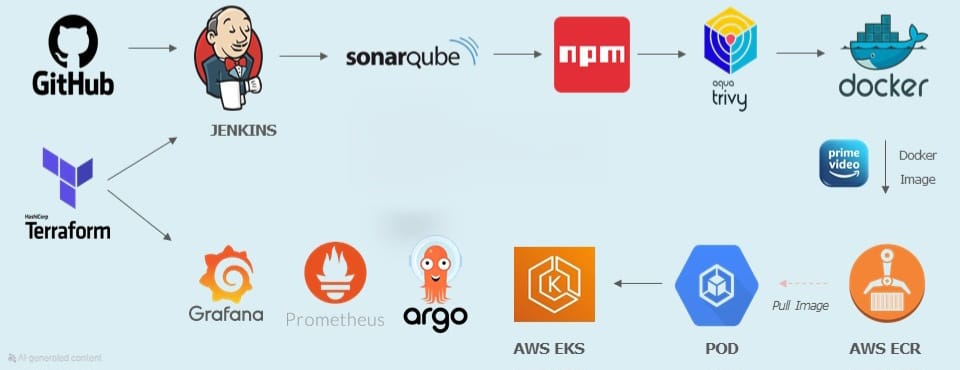 GitHub
JENKINS
sonarqube
npm
aqua
trivy
docker
prime
video
Docker
Image
HashiCorp
Terraform
Grafana
Prometheus
argo
K
AWS EKS
POD
Pull Image
AWS ECR
AI-generated content